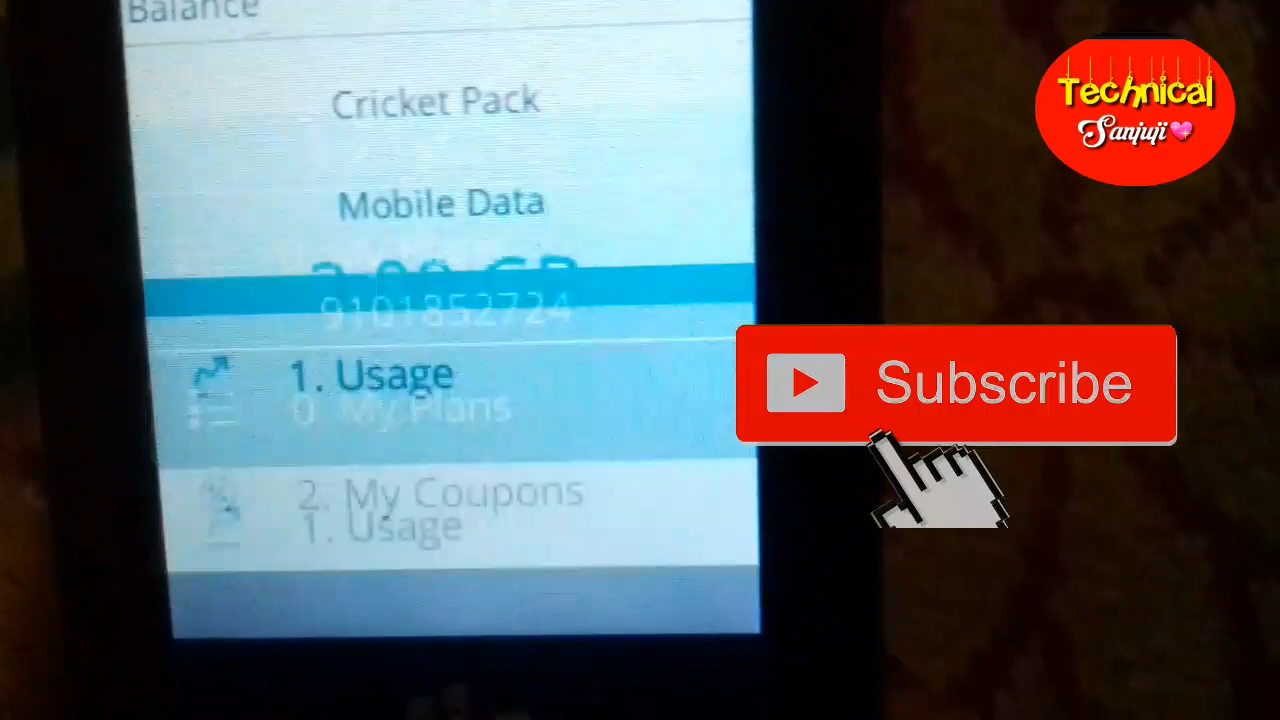 Balance
Cricket Pack
Mobile Data
9101852724
1. Usage
0. My Plans
2. My Coupons
1. Usage
Technical
Sanjuji
Subscribe